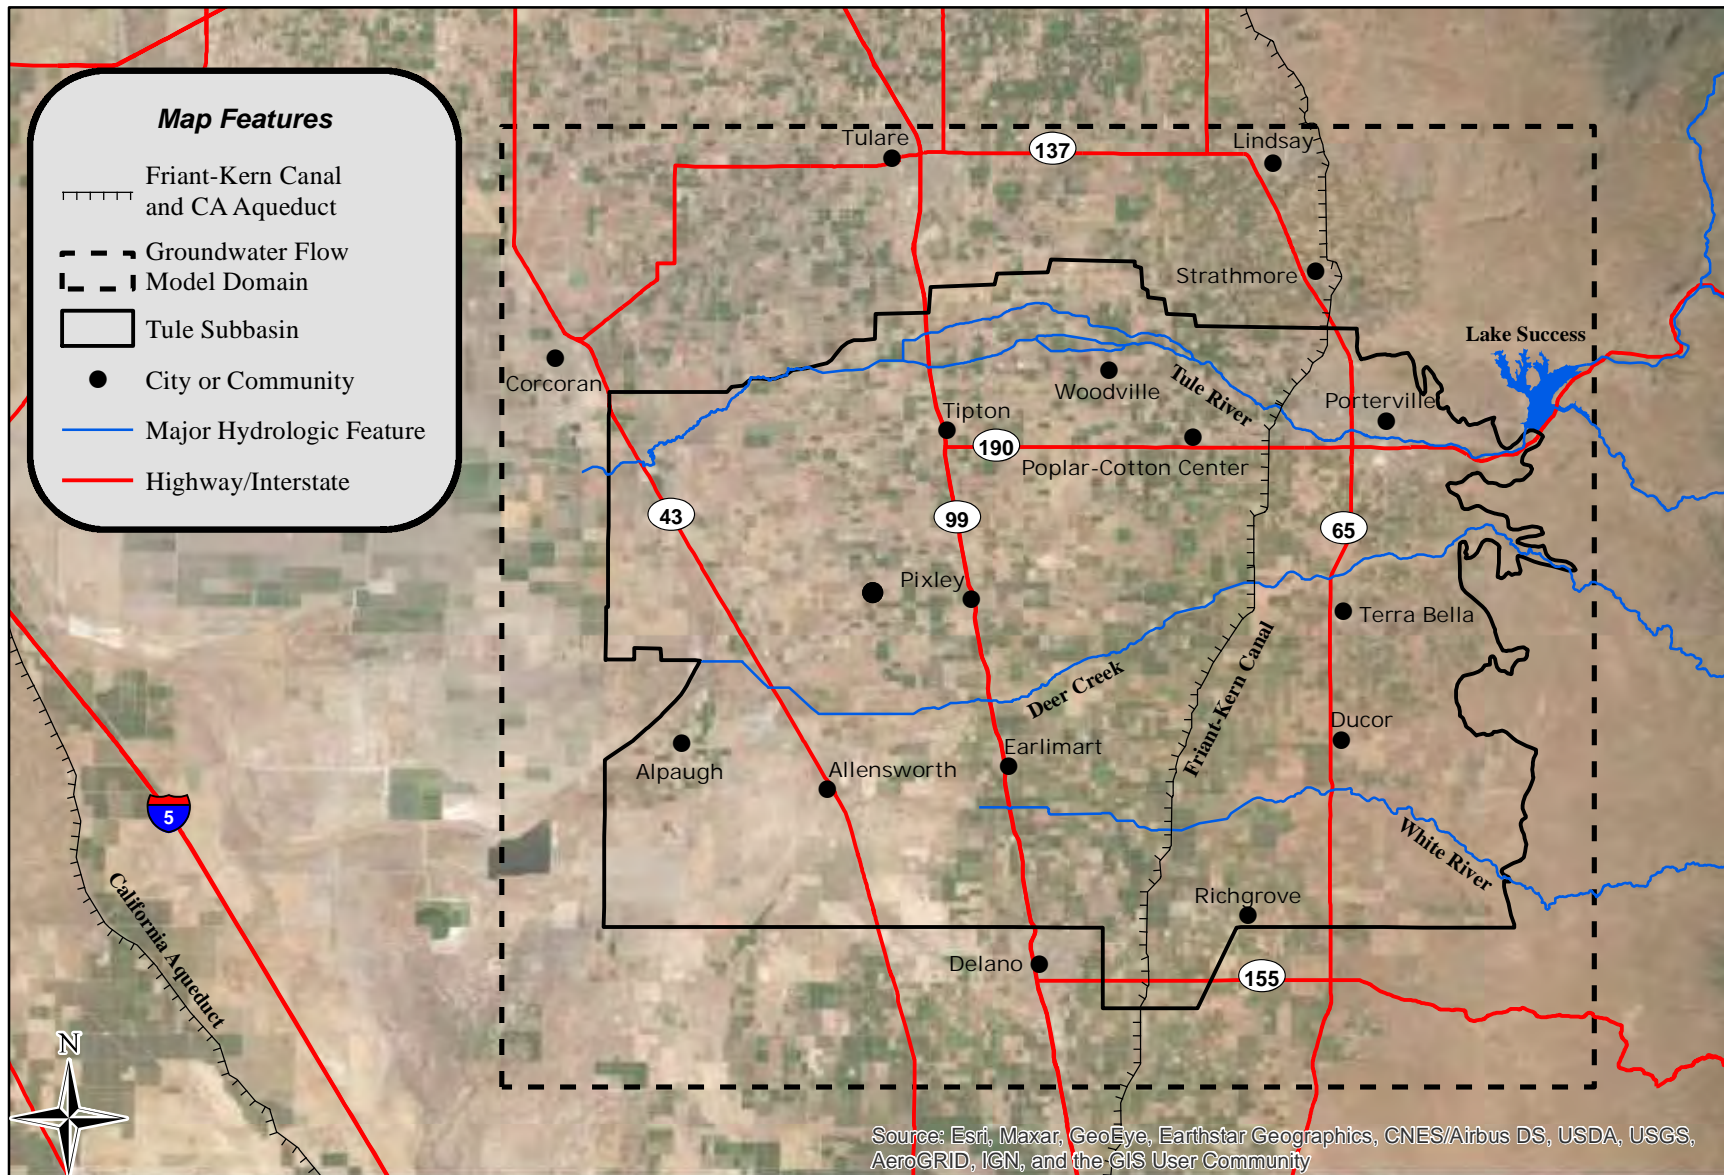 Map Features
Friant-Kern Canal
and CA Aqueduct
Groundwater Flow
Model Domain
Tule Subbasin
City or Community
Major Hydrologic Feature
Highway/Interstate
Tulare
137
Lindsay
Strathmore
Lake Success
Corcoran
Woodville
Tule River
Porterville
Tipton
190
Poplar-Cotton Center
43
99
65
Pixley
Terra Bella
Deer Creek
Friant-Kern Canal
Ducor
Earlimart
Alpaugh
Allensworth
5
White River
California Aqueduct
Richgrove
Delano
155
N
Source: Esri, Maxar, GeoEye, Earthstar Geographics, CNES/Airbus DS, USDA, USGS,
AeroGRID, IGN, and the GIS User Community